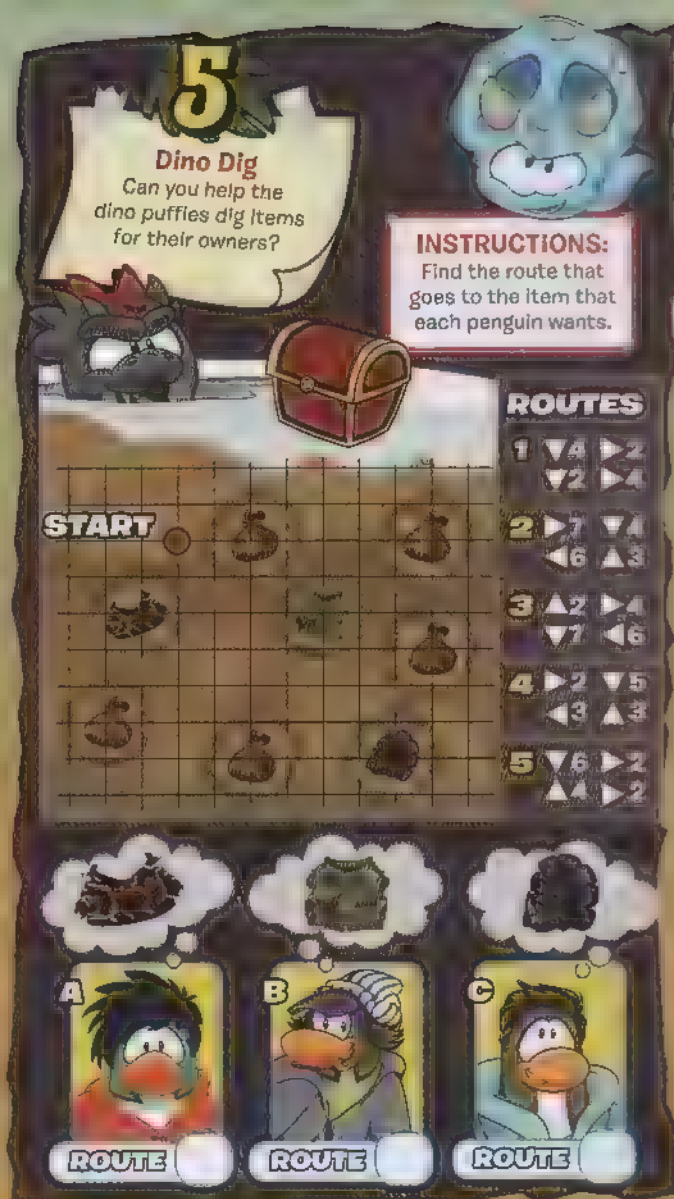 5
Dino Dig
Can you help the
dino puffles dig items
for their owners?
INSTRUCTIONS:
Find the route that
goes to the item that
each penguin wants.
START
ROUTES
1 ▼4 ▶2
▼2 ▶4
2 ▶7 ▼4
◀6 ▲3
3 ▲2 ▶4
▼7 ◀6
4 ▶2 ▼5
◀3 ▲3
5 ▼6 ▶2
▲4 ▶2
A
B
C
ROUTE
ROUTE
ROUTE